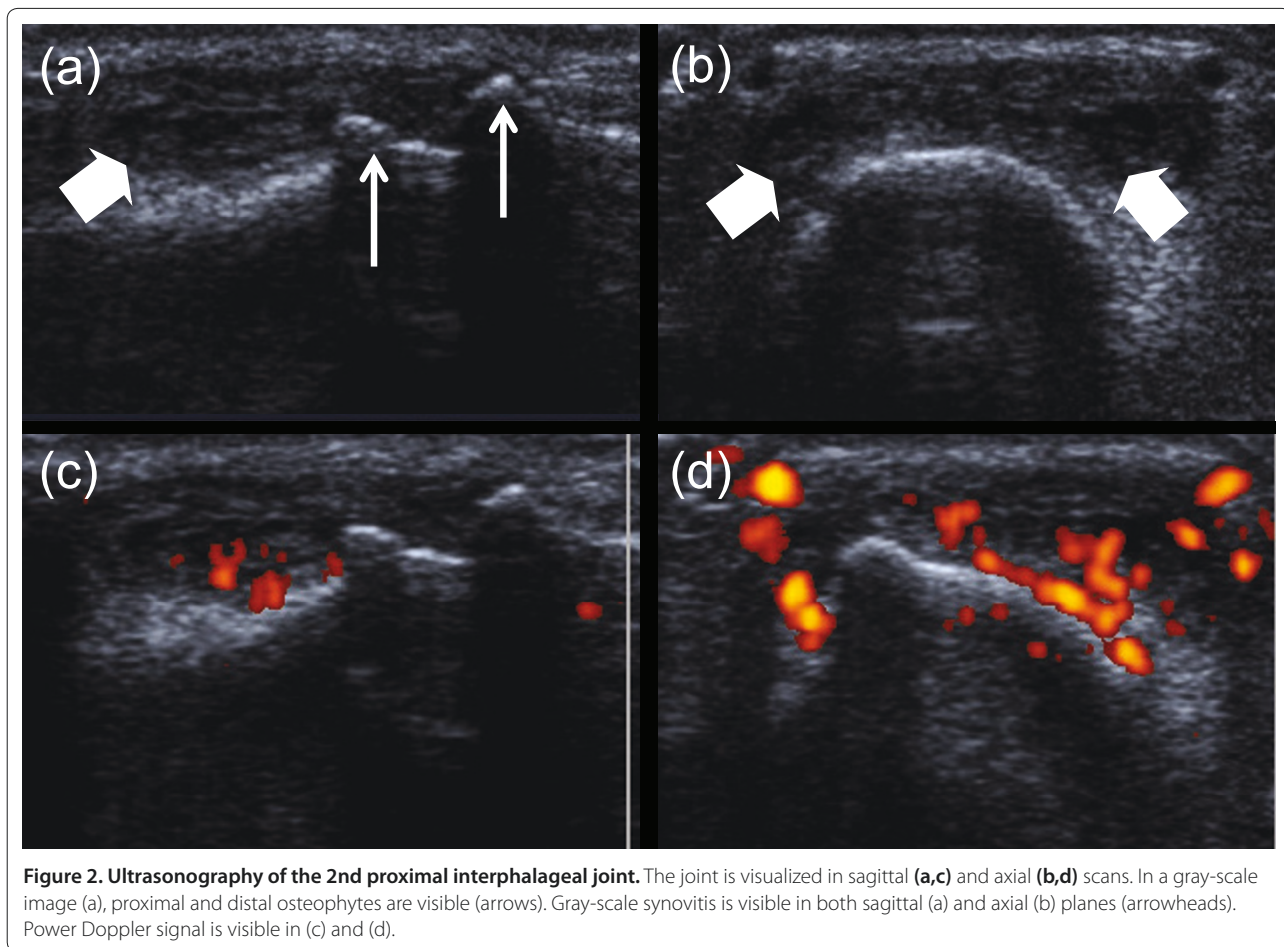 (a)
(b)
(c)
(d)
Figure 2. Ultrasonography of the 2nd proximal interphalageal joint. The joint is visualized in sagittal (a,c) and axial (b,d) scans. In a gray-scale
image (a), proximal and distal osteophytes are visible (arrows). Gray-scale synovitis is visible in both sagittal (a) and axial (b) planes (arrowheads).
Power Doppler signal is visible in (c) and (d).